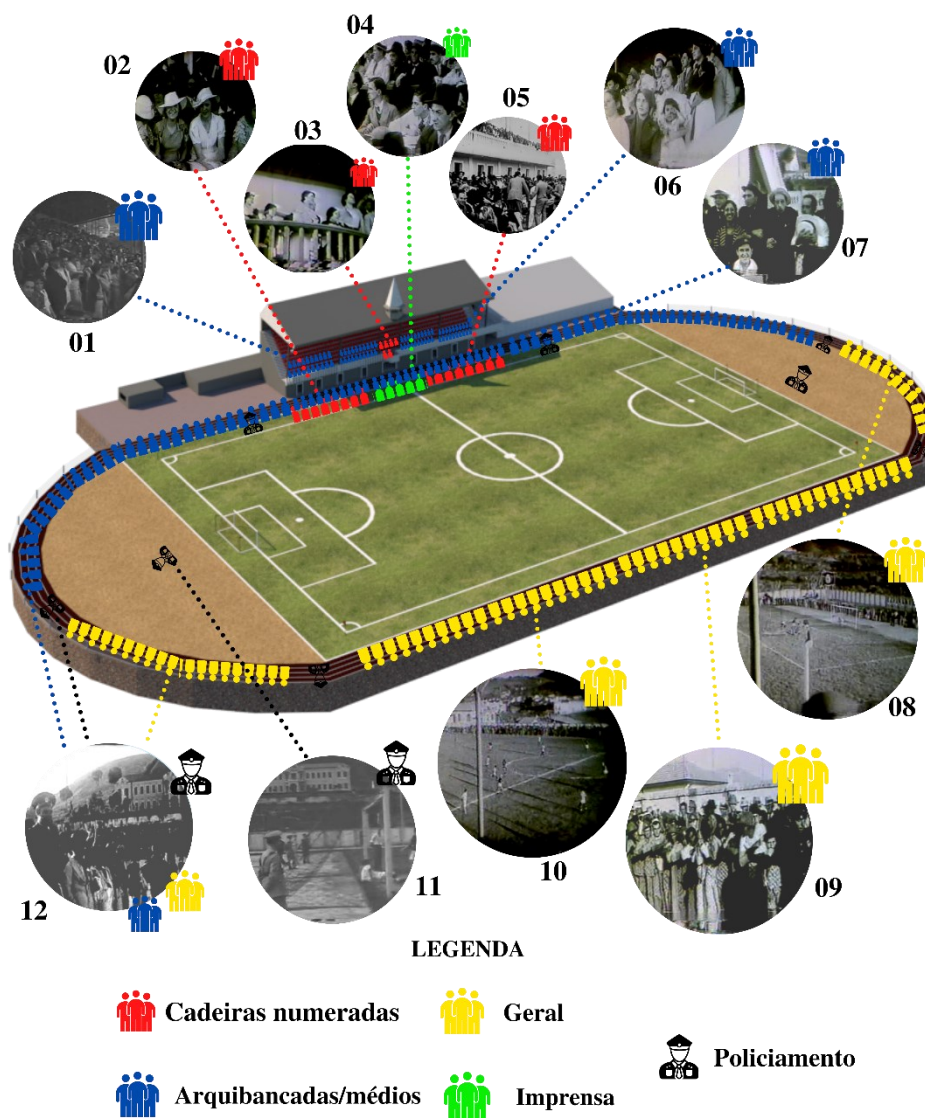 04
02
05
03
06
07
01
08
10
11
09
12
LEGENDA
Cadeiras numeradas
Geral
Policiamento
Arquibancadas/médios
Imprensa